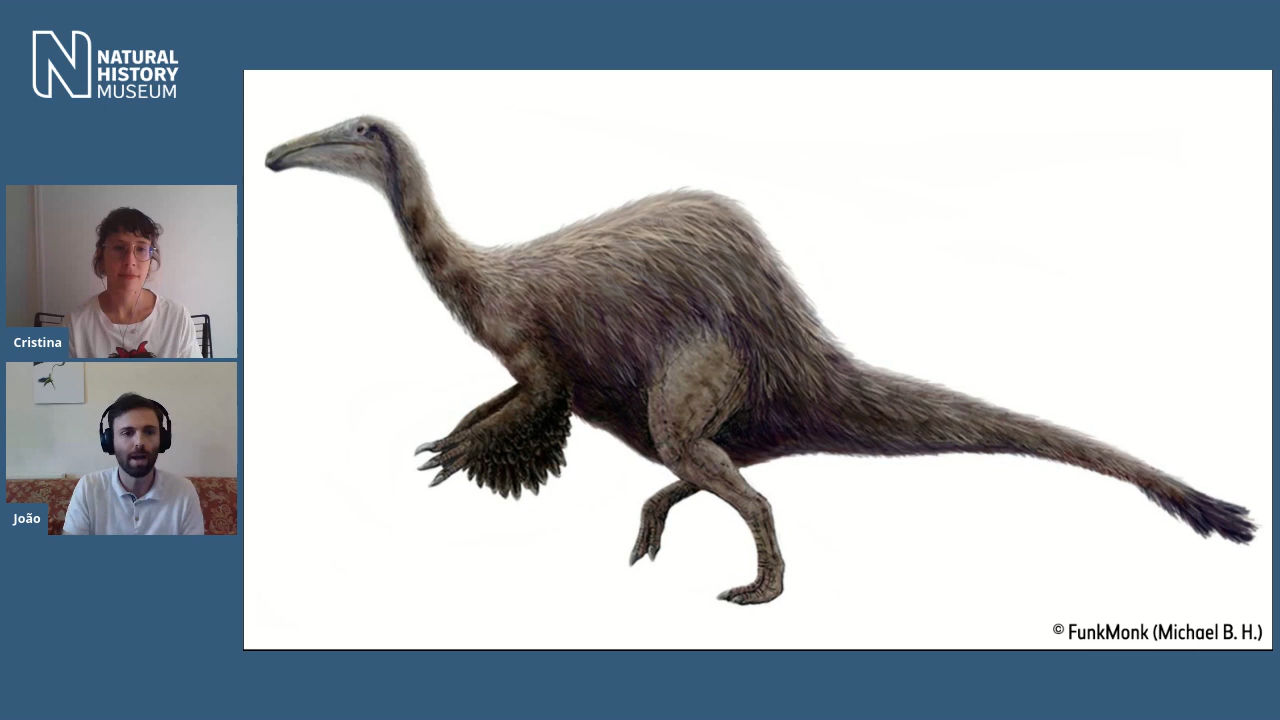 NATURAL
HISTORY
MUSEUM
Cristina
João
© FunkMonk (Michael B. H.)